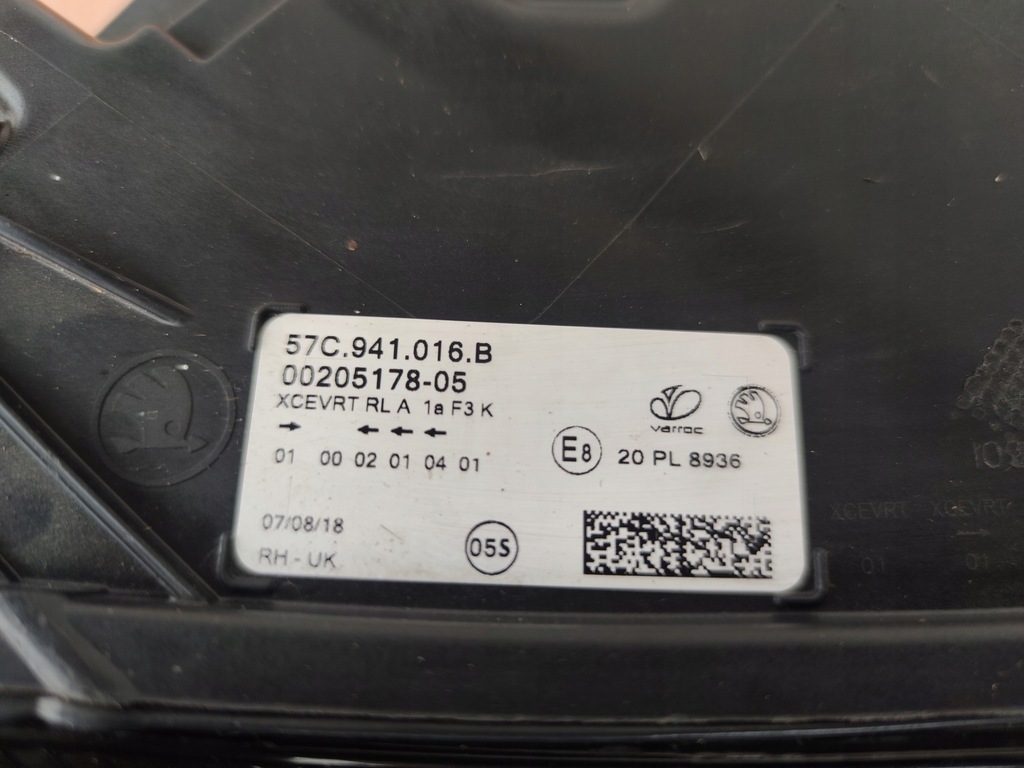 57C.941.016.B
00205178-05
XCEVRT RL A 1a F3 K
→ ← ← ←
01 00 02 01 04 01
varroc
E8 20 PL 8936
07/08/18
RH - UK
05S
XCEVRT XCEVRT
01 01